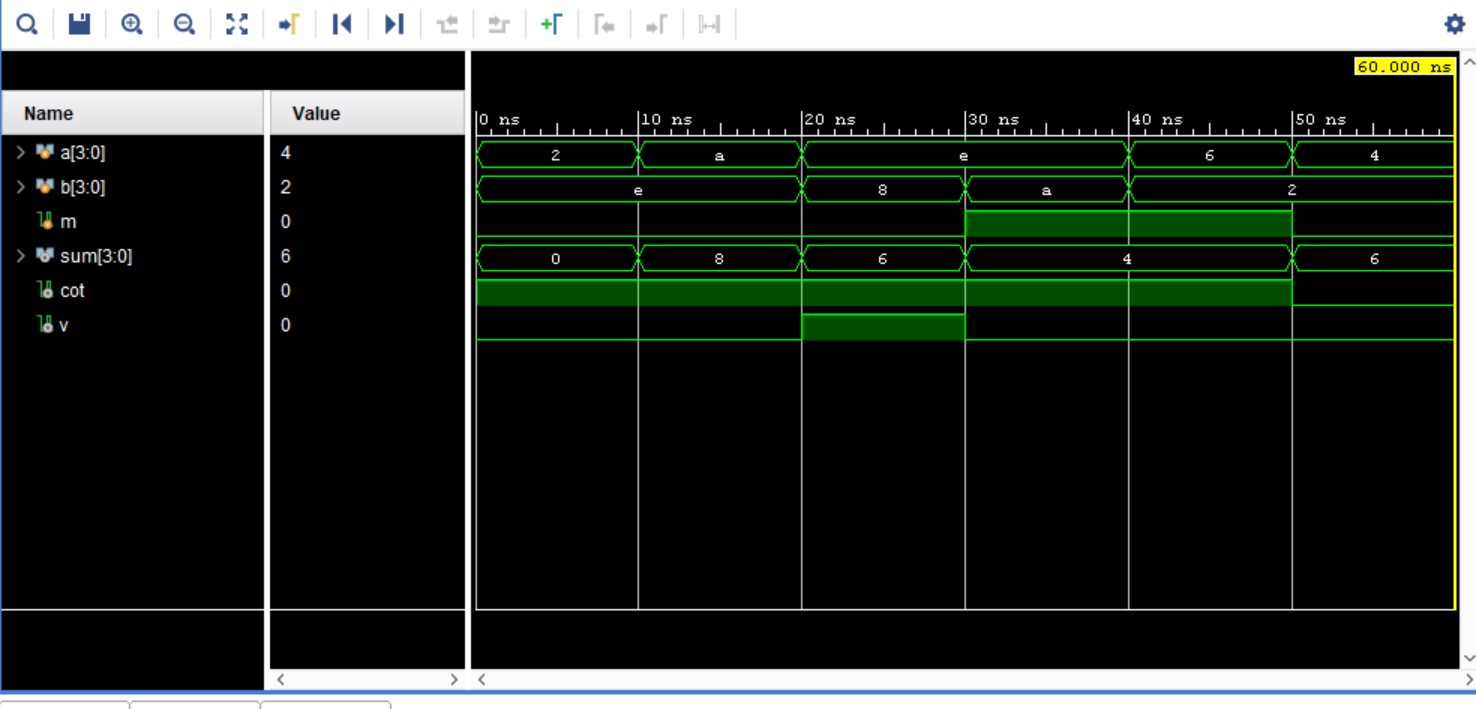 60.000 ns
Name Value
0 ns 10 ns 20 ns 30 ns 40 ns 50 ns
a[3:0] 4 2 a e 6 4
b[3:0] 2 e 8 a 2
m 0
sum[3:0] 6 0 8 6 4 6
cot 0
v 0